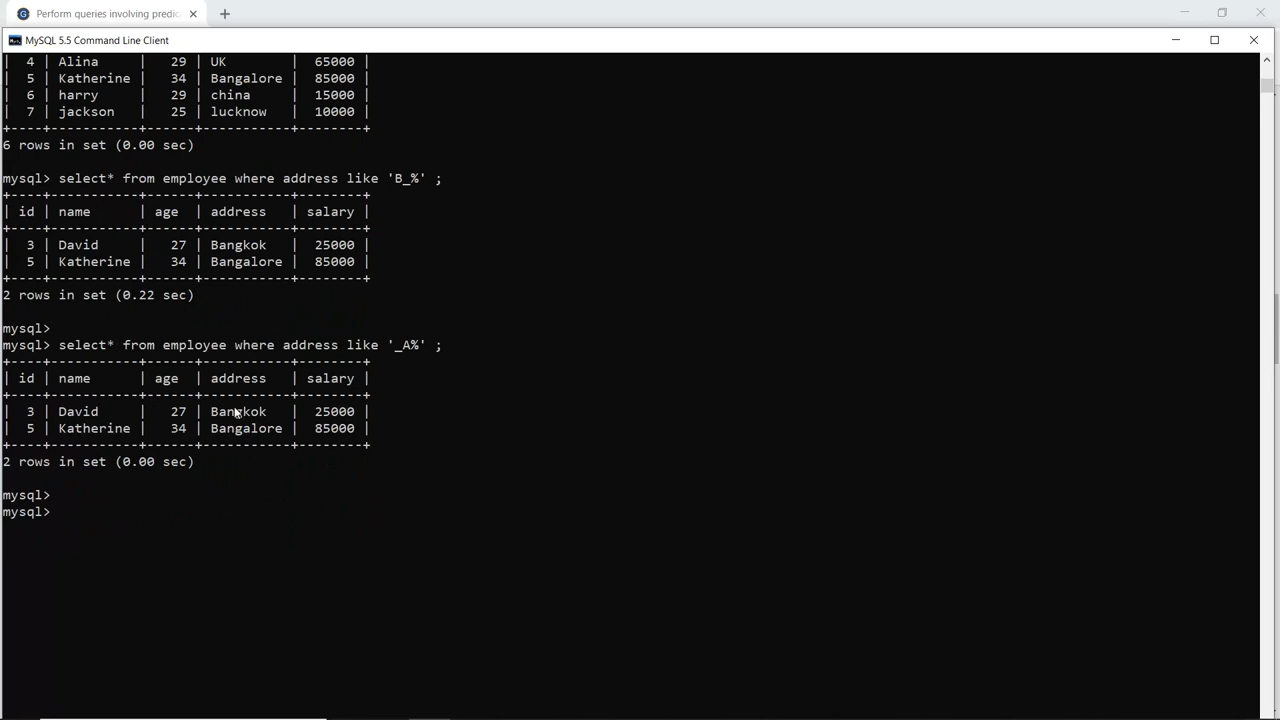 Perform queries involving predic
MySQL 5.5 Command Line Client
|  4 | Alina     |   29 | UK        |  65000 |
|  5 | Katherine |   34 | Bangalore |  85000 |
|  6 | harry     |   29 | china     |  15000 |
|  7 | jackson   |   25 | lucknow   |  10000 |
+----+-----------+------+-----------+--------+
6 rows in set (0.00 sec)
mysql> select* from employee where address like 'B_%' ;
+----+-----------+------+-----------+--------+
| id | name      | age  | address   | salary |
+----+-----------+------+-----------+--------+
|  3 | David     |   27 | Bangkok   |  25000 |
|  5 | Katherine |   34 | Bangalore |  85000 |
+----+-----------+------+-----------+--------+
2 rows in set (0.22 sec)
mysql>
mysql> select* from employee where address like '_A%' ;
+----+-----------+------+-----------+--------+
| id | name      | age  | address   | salary |
+----+-----------+------+-----------+--------+
|  3 | David     |   27 | Bangkok   |  25000 |
|  5 | Katherine |   34 | Bangalore |  85000 |
+----+-----------+------+-----------+--------+
2 rows in set (0.00 sec)
mysql>
mysql>